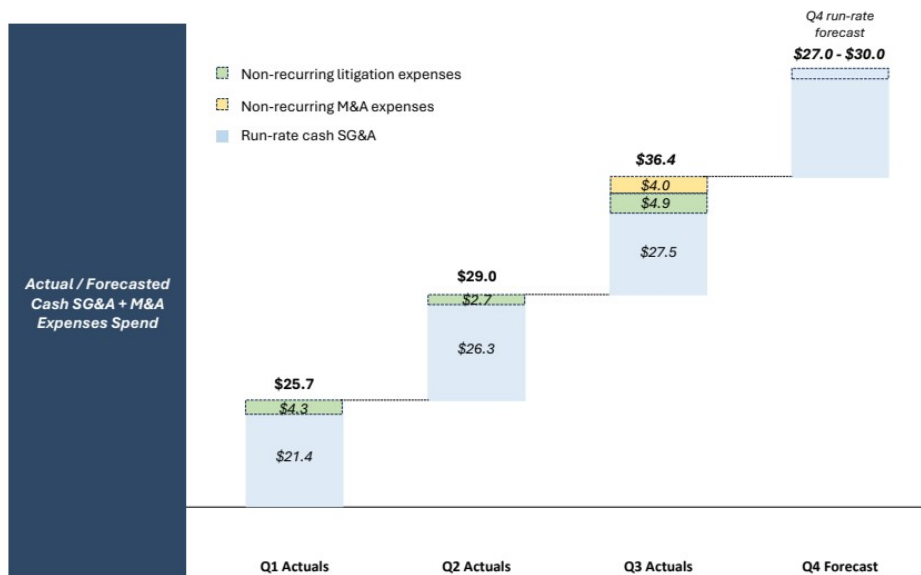 Q4 run-rate
forecast
$27.0 - $30.0
Non-recurring litigation expenses
Non-recurring M&A expenses
Run-rate cash SG&A
$36.4
$4.0
$4.9
$27.5
Actual / Forecasted
Cash SG&A + M&A
Expenses Spend
$29.0
$2.7
$26.3
$25.7
$4.3
$21.4
Q1 Actuals
Q2 Actuals
Q3 Actuals
Q4 Forecast